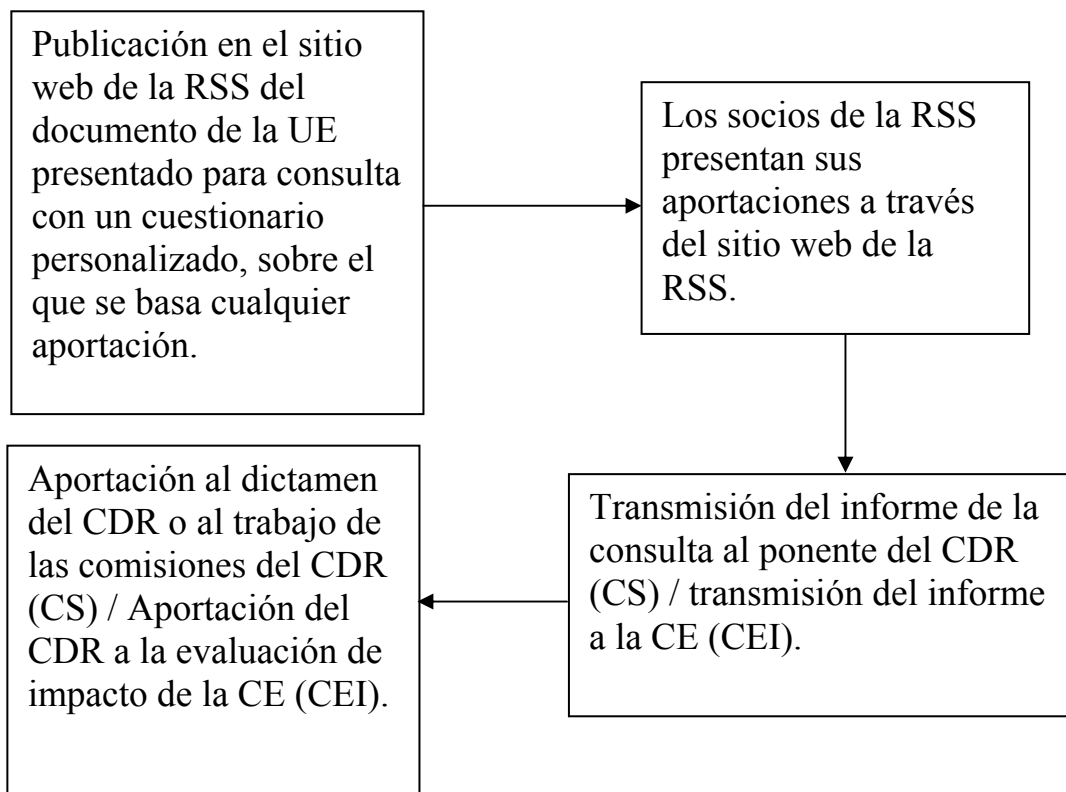 Publicación en el sitio
web de la RSS del
documento de la UE
presentado para consulta
con un cuestionario
personalizado, sobre el
que se basa cualquier
aportación.
Los socios de la RSS
presentan sus
aportaciones a través
del sitio web de la
RSS.
Transmisión del informe de la
consulta al ponente del CDR
(CS) / transmisión del informe
a la CE (CEI).
Aportación al dictamen
del CDR o al trabajo de
las comisiones del CDR
(CS) / Aportación del
CDR a la evaluación de
impacto de la CE (CEI).